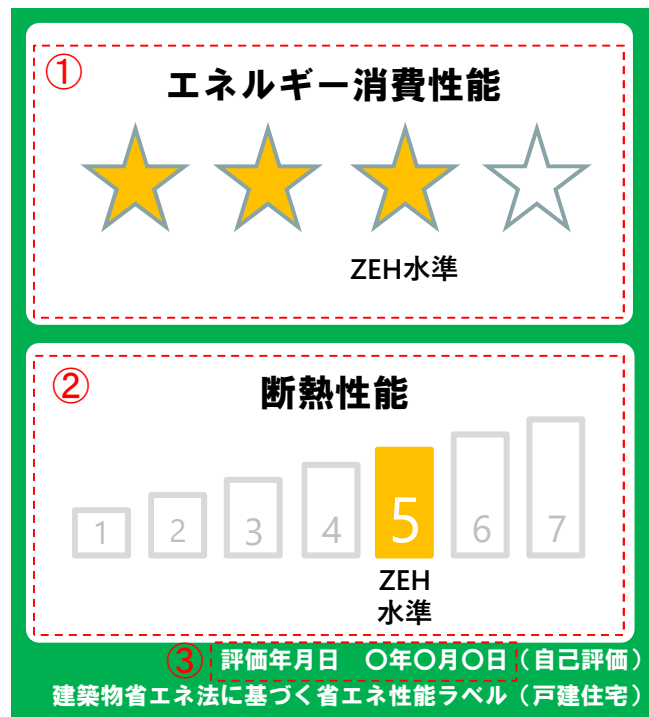 ①
エネルギー消費性能
ZEH水準
②
断熱性能
1 2 3 4 5 6 7
ZEH
水準
③ 評価年月日　〇年〇月〇日（自己評価）
建築物省エネ法に基づく省エネ性能ラベル（戸建住宅）